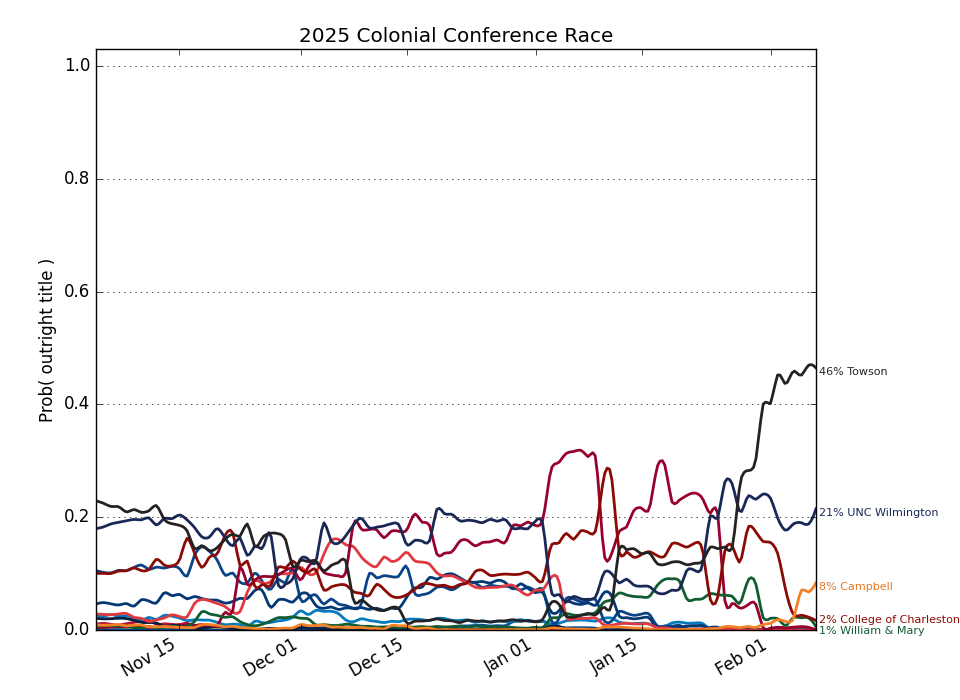 2025 Colonial Conference Race
1.0
0.8
0.6
0.4
0.2
0.0
Prob( outright title )
46% Towson
21% UNC Wilmington
8% Campbell
2% College of Charleston
1% William & Mary
Nov 15
Dec 01
Dec 15
Jan 01
Jan 15
Feb 01